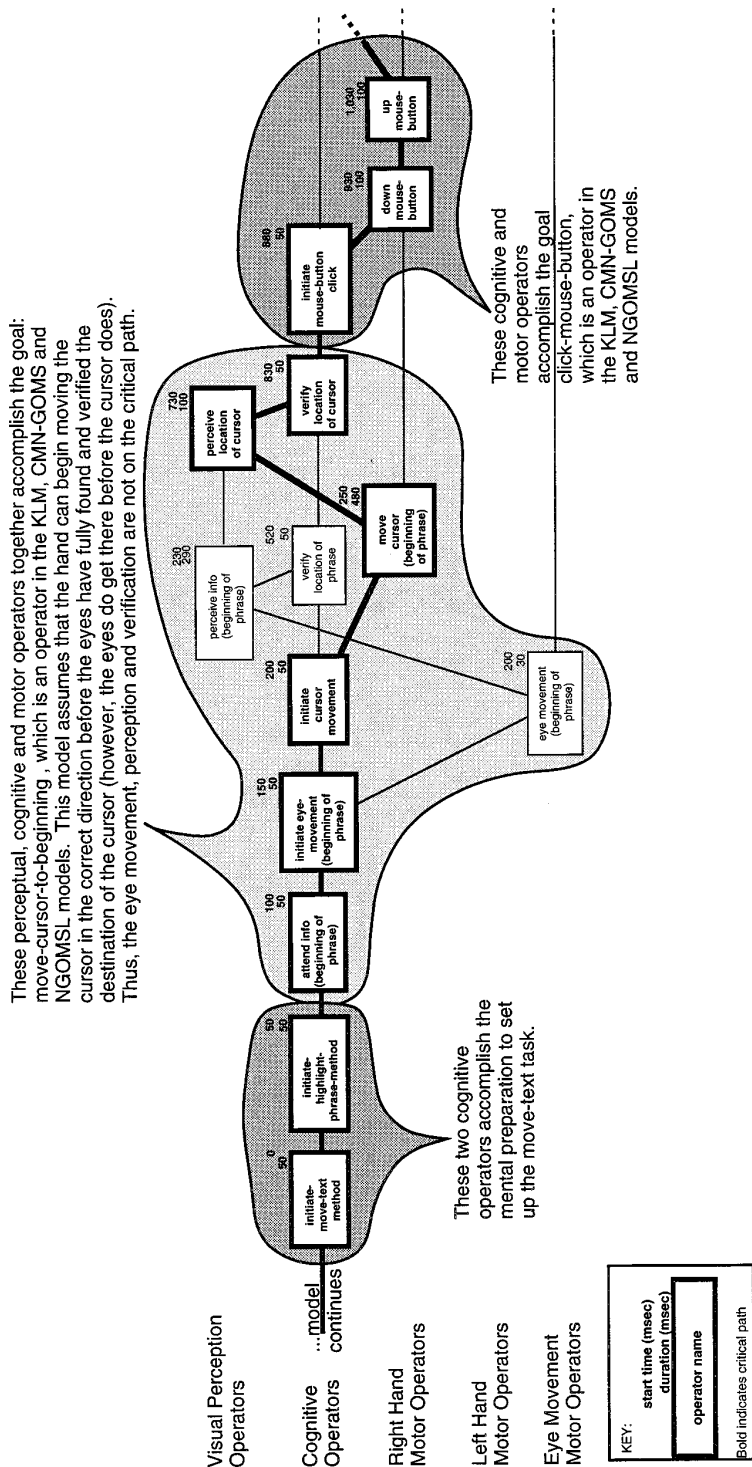 These perceptual, cognitive and motor operators together accomplish the goal:
move-cursor-to-beginning , which is an operator in the KLM, CMN-GOMS and
NGOMSL models.  This model assumes that the hand can begin moving the
cursor in the correct direction before the eyes have fully found and verified the
destination of the cursor (however, the eyes do get there before the cursor does).
Thus, the eye movement, perception and verification are not on the critical path.
Visual Perception
Operators
230
290
perceive into
(beginning of
phrase)
730
100
perceive
location
of cursor
Cognitive
Operators
...model
continues
0
50
initiate-
move-text
method
50
50
initiate-
highlight-
phrase-method
100
50
attend into
(beginning of
phrase)
150
50
initiate eye-
movement
(beginning of
phrase)
200
50
initiate
cursor
movement
520
50
verify
location of
phrase
830
50
verify
location
of cursor
880
50
initiate
mouse-button
click
Right Hand
Motor Operators
250
480
move
cursor
(beginning
of phrase)
930
100
down
mouse-
button
1,030
100
up
mouse-
button
Left Hand
Motor Operators
Eye Movement
Motor Operators
200
30
eye movement
(beginning of
phrase)
These two cognitive
operators accomplish the
mental preparation to set
up the move-text task.
These cognitive and
motor operators
accomplish the goal
click-mouse-button,
which is an operator in
the KLM, CMN-GOMS
and NGOMSL models.
KEY:
start time (msec)
duration (msec)
operator name
Bold indicates critical path